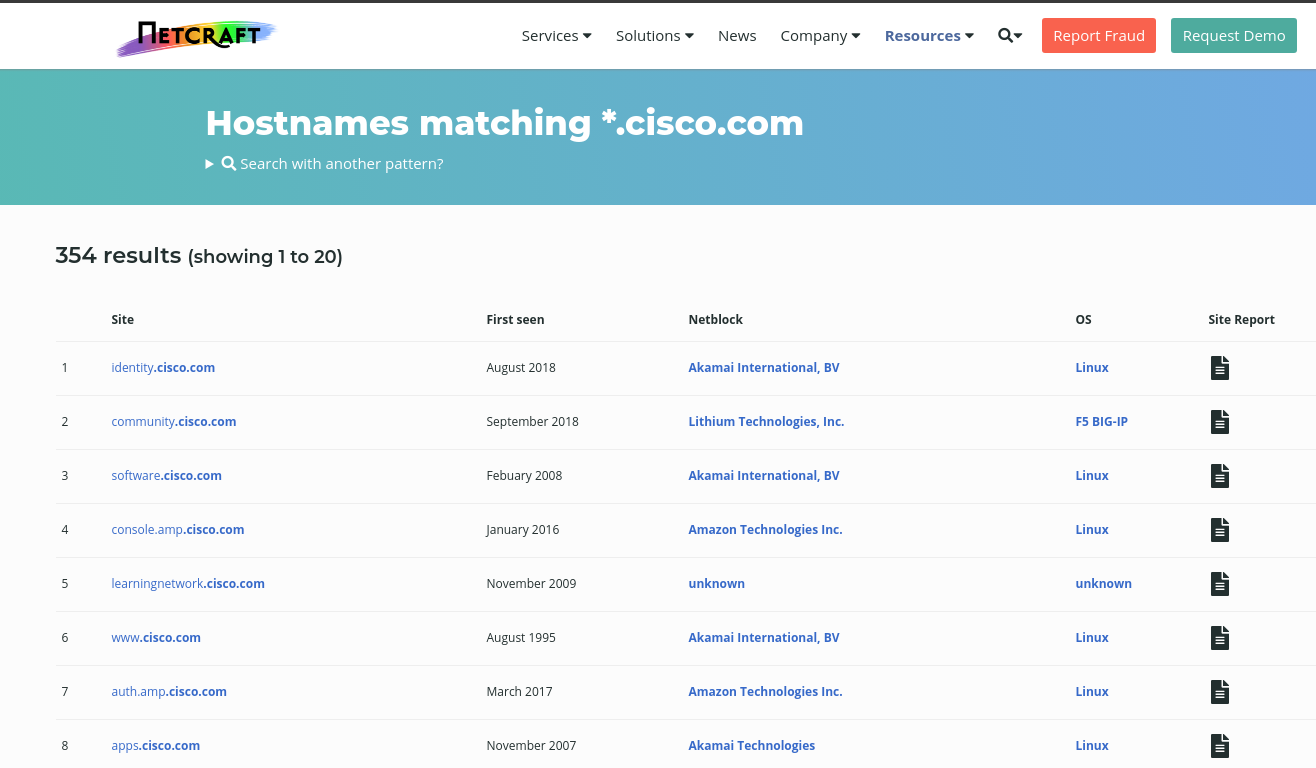 NETCRAFT
Services Solutions News Company Resources Report Fraud Request Demo
Hostnames matching *.cisco.com
Search with another pattern?
354 results (showing 1 to 20)
Site First seen Netblock OS Site Report
1 identity.cisco.com August 2018 Akamai International, BV Linux
2 community.cisco.com September 2018 Lithium Technologies, Inc. F5 BIG-IP
3 software.cisco.com Febuary 2008 Akamai International, BV Linux
4 console.amp.cisco.com January 2016 Amazon Technologies Inc. Linux
5 learningnetwork.cisco.com November 2009 unknown unknown
6 www.cisco.com August 1995 Akamai International, BV Linux
7 auth.amp.cisco.com March 2017 Amazon Technologies Inc. Linux
8 apps.cisco.com November 2007 Akamai Technologies Linux